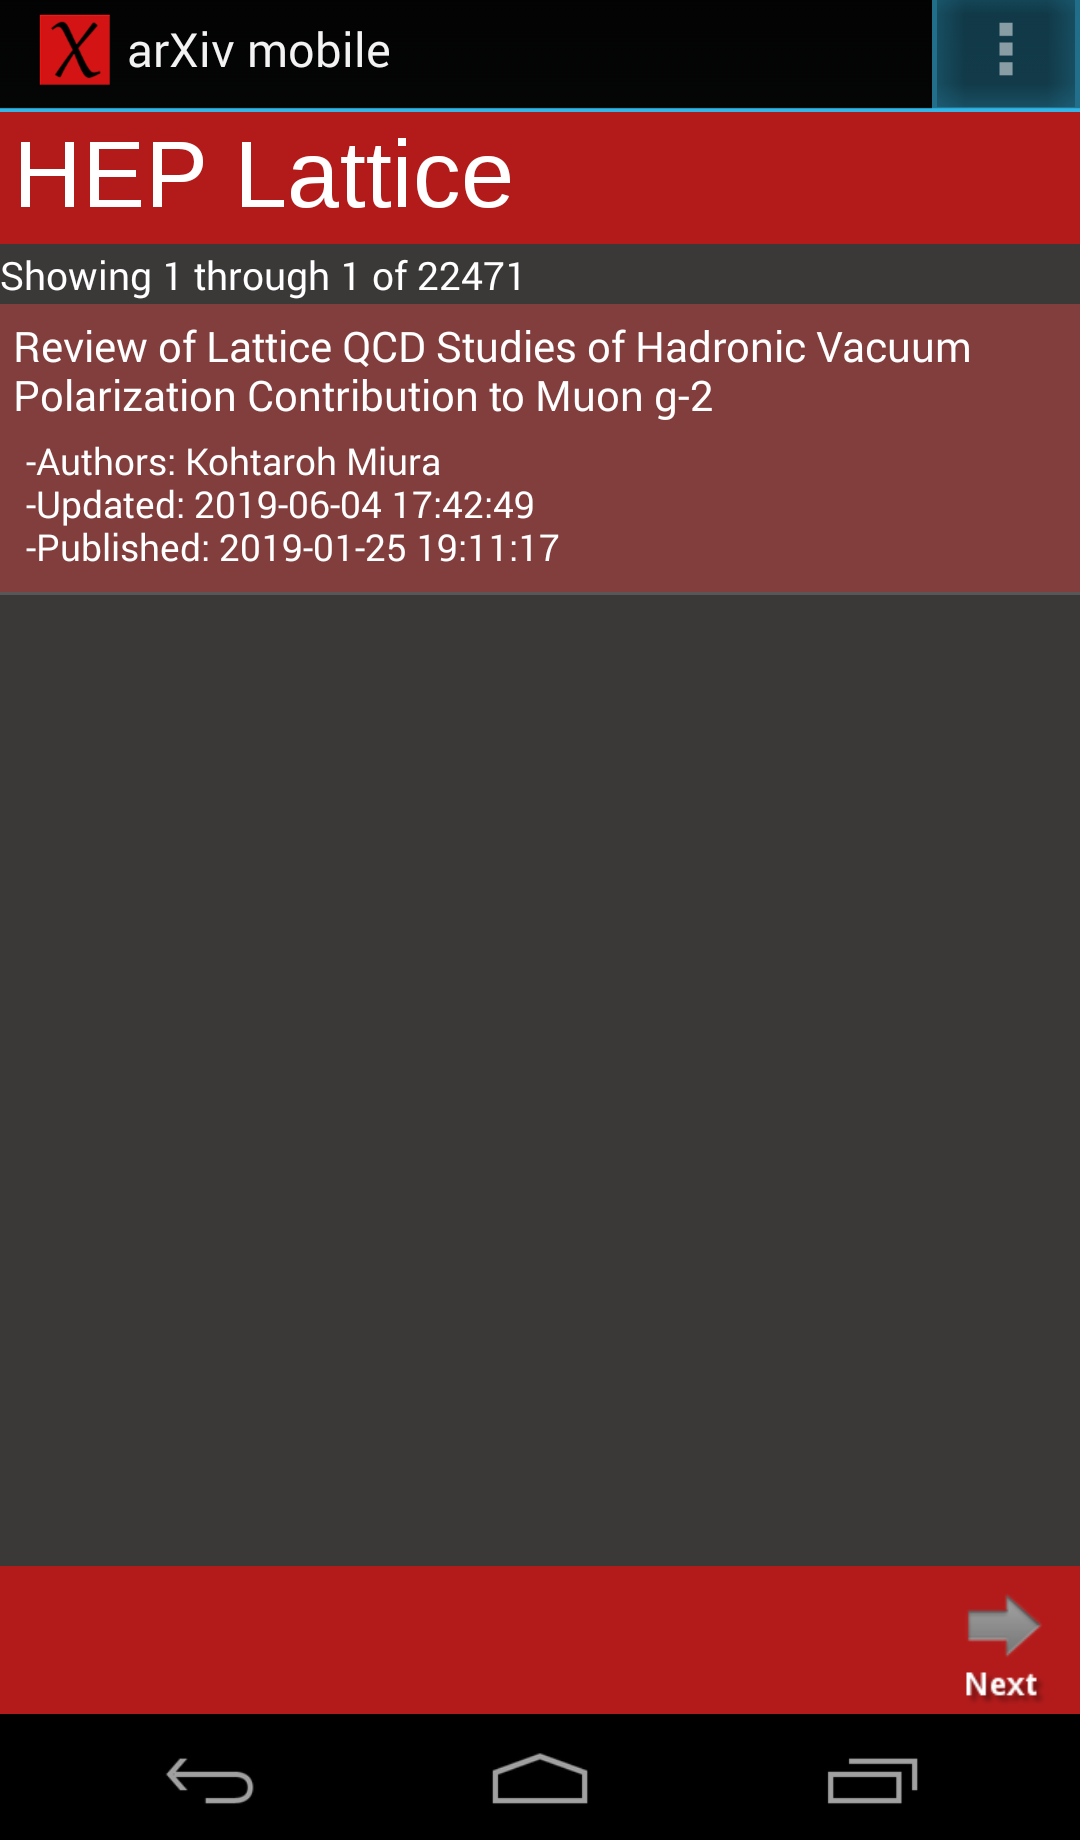 arXiv mobile
HEP Lattice
Showing 1 through 1 of 22471
Review of Lattice QCD Studies of Hadronic Vacuum
Polarization Contribution to Muon g-2
-Authors: Kohtaroh Miura
-Updated: 2019-06-04 17:42:49
-Published: 2019-01-25 19:11:17
Next